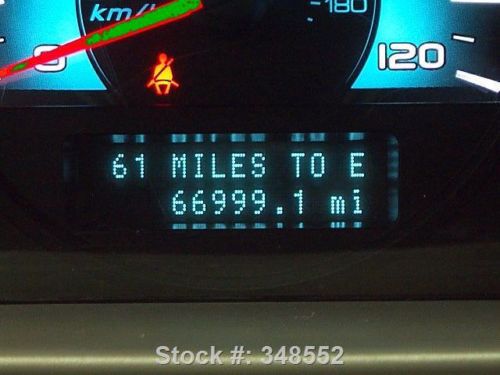 km/h
180
0
120
61 MILES TO E
66999.1 mi
Stock #: 348552